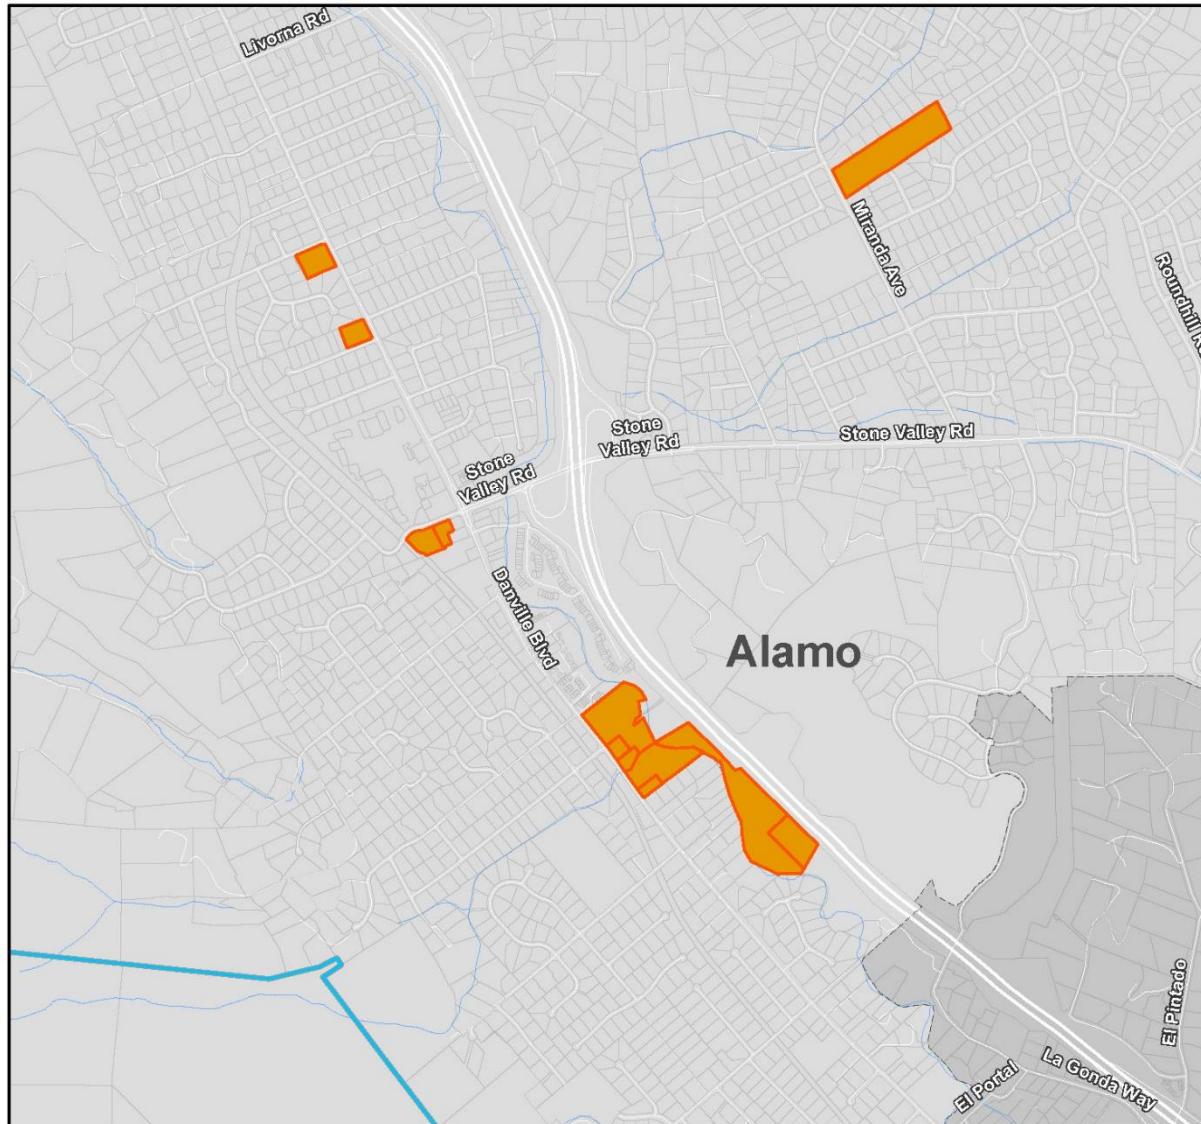 Livorna Rd
Miranda Ave
Roundhill Rd
Stone
Valley Rd
Stone Valley Rd
Stone
Valley Rd
Danville Blvd
Alamo
El Pintado
La Gonda Way
El Portal